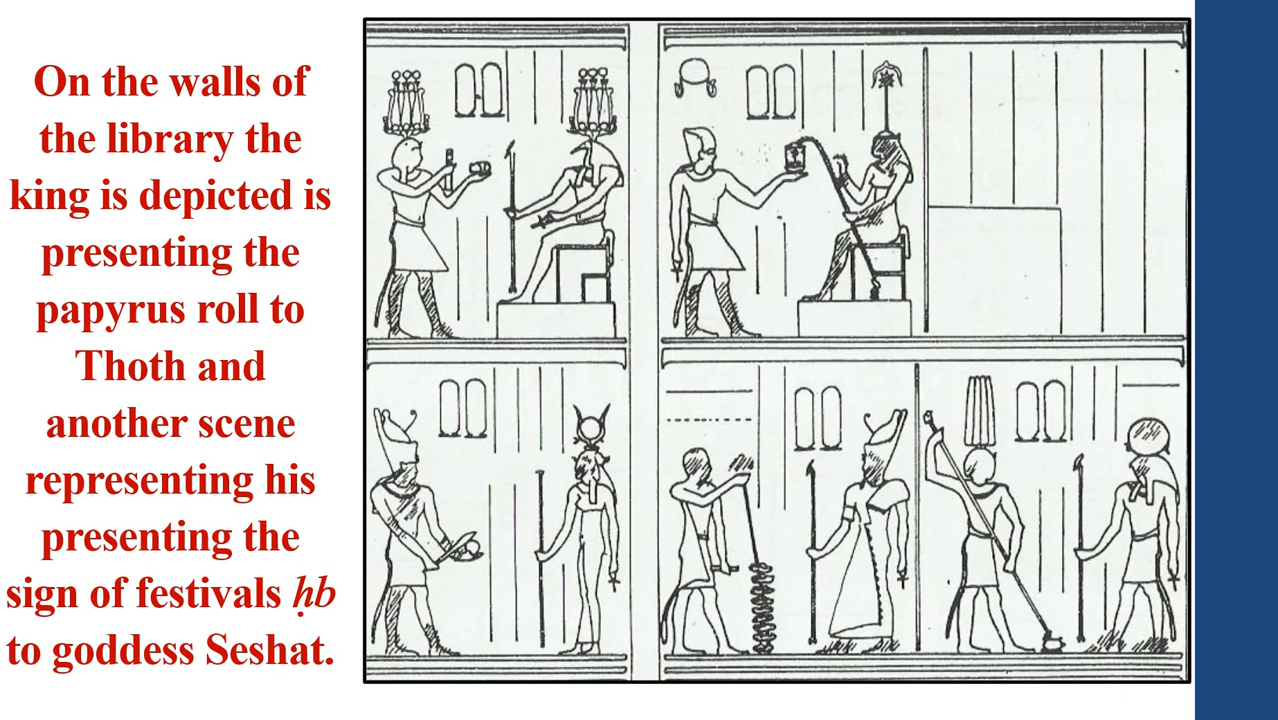 On the walls of
the library the
king is depicted is
presenting the
papyrus roll to
Thoth and
another scene
representing his
presenting the
sign of festivals ḥb
to goddess Seshat.